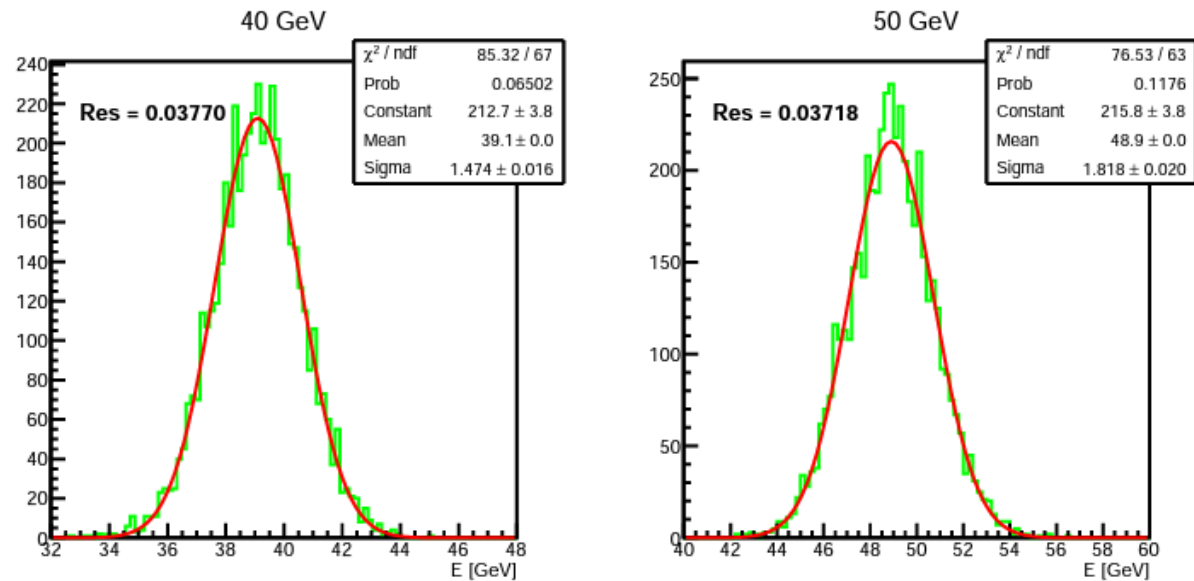 40 GeV
χ² / ndf 85.32 / 67
Prob 0.06502
Constant 212.7 ± 3.8
Mean 39.1 ± 0.0
Sigma 1.474 ± 0.016
Res = 0.03770
240
220
200
180
160
140
120
100
80
60
40
20
0
32 34 36 38 40 42 44 46 48
E [GeV]
50 GeV
χ² / ndf 76.53 / 63
Prob 0.1176
Constant 215.8 ± 3.8
Mean 48.9 ± 0.0
Sigma 1.818 ± 0.020
Res = 0.03718
250
200
150
100
50
0
40 42 44 46 48 50 52 54 56 58 60
E [GeV]